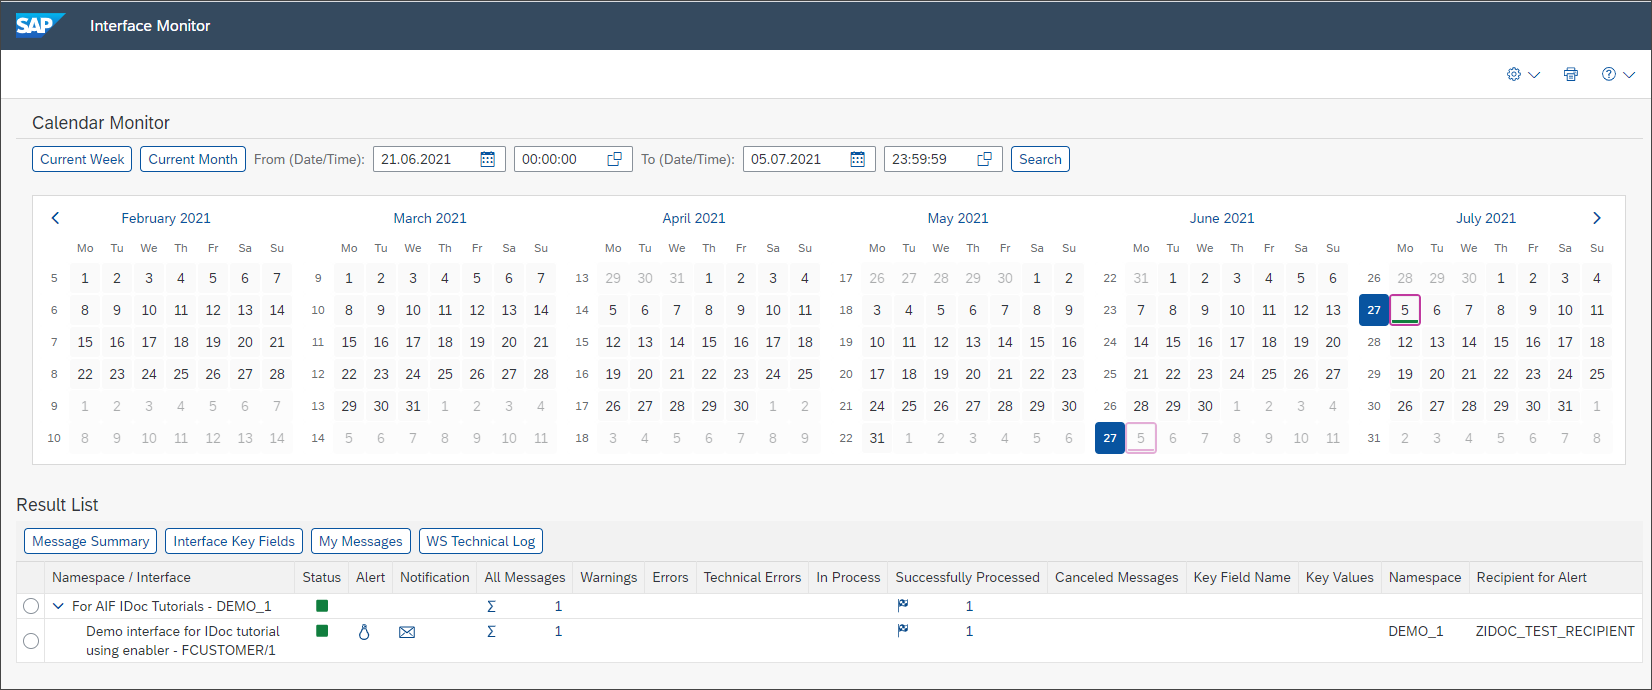 SAP Interface Monitor
Calendar Monitor
Current Week Current Month From (Date/Time): 21.06.2021 00:00:00 To (Date/Time): 05.07.2021 23:59:59 Search
February 2021 March 2021 April 2021 May 2021 June 2021 July 2021
Mo Tu We Th Fr Sa Su Mo Tu We Th Fr Sa Su Mo Tu We Th Fr Sa Su Mo Tu We Th Fr Sa Su Mo Tu We Th Fr Sa Su Mo Tu We Th Fr Sa Su
5 1 2 3 4 5 6 7 9 1 2 3 4 5 6 7 13 29 30 31 1 2 3 4 17 26 27 28 29 30 1 2 22 31 1 2 3 4 5 6 26 28 29 30 1 2 3 4
6 8 9 10 11 12 13 14 10 8 9 10 11 12 13 14 14 5 6 7 8 9 10 11 18 3 4 5 6 7 8 9 23 7 8 9 10 11 12 13 27 5 6 7 8 9 10 11
7 15 16 17 18 19 20 21 11 15 16 17 18 19 20 21 15 12 13 14 15 16 17 18 19 10 11 12 13 14 15 16 24 14 15 16 17 18 19 20 28 12 13 14 15 16 17 18
8 22 23 24 25 26 27 28 12 22 23 24 25 26 27 28 16 19 20 21 22 23 24 25 20 17 18 19 20 21 22 23 25 21 22 23 24 25 26 27 29 19 20 21 22 23 24 25
9 1 2 3 4 5 6 7 13 29 30 31 1 2 3 4 17 26 27 28 29 30 1 2 21 24 25 26 27 28 29 30 26 28 29 30 1 2 3 4 30 26 27 28 29 30 31 1
10 8 9 10 11 12 13 14 14 5 6 7 8 9 10 11 18 3 4 5 6 7 8 9 22 31 1 2 3 4 5 6 27 5 6 7 8 9 10 11 31 2 3 4 5 6 7 8
Result List
Message Summary Interface Key Fields My Messages WS Technical Log
Namespace / Interface Status Alert Notification All Messages Warnings Errors Technical Errors In Process Successfully Processed Canceled Messages Key Field Name Key Values Namespace Recipient for Alert
For AIF IDoc Tutorials - DEMO_1 Σ 1 1
Demo interface for IDoc tutorial Σ 1 1 DEMO_1 ZIDOC_TEST_RECIPIENT
using enabler - FCUSTOMER/1